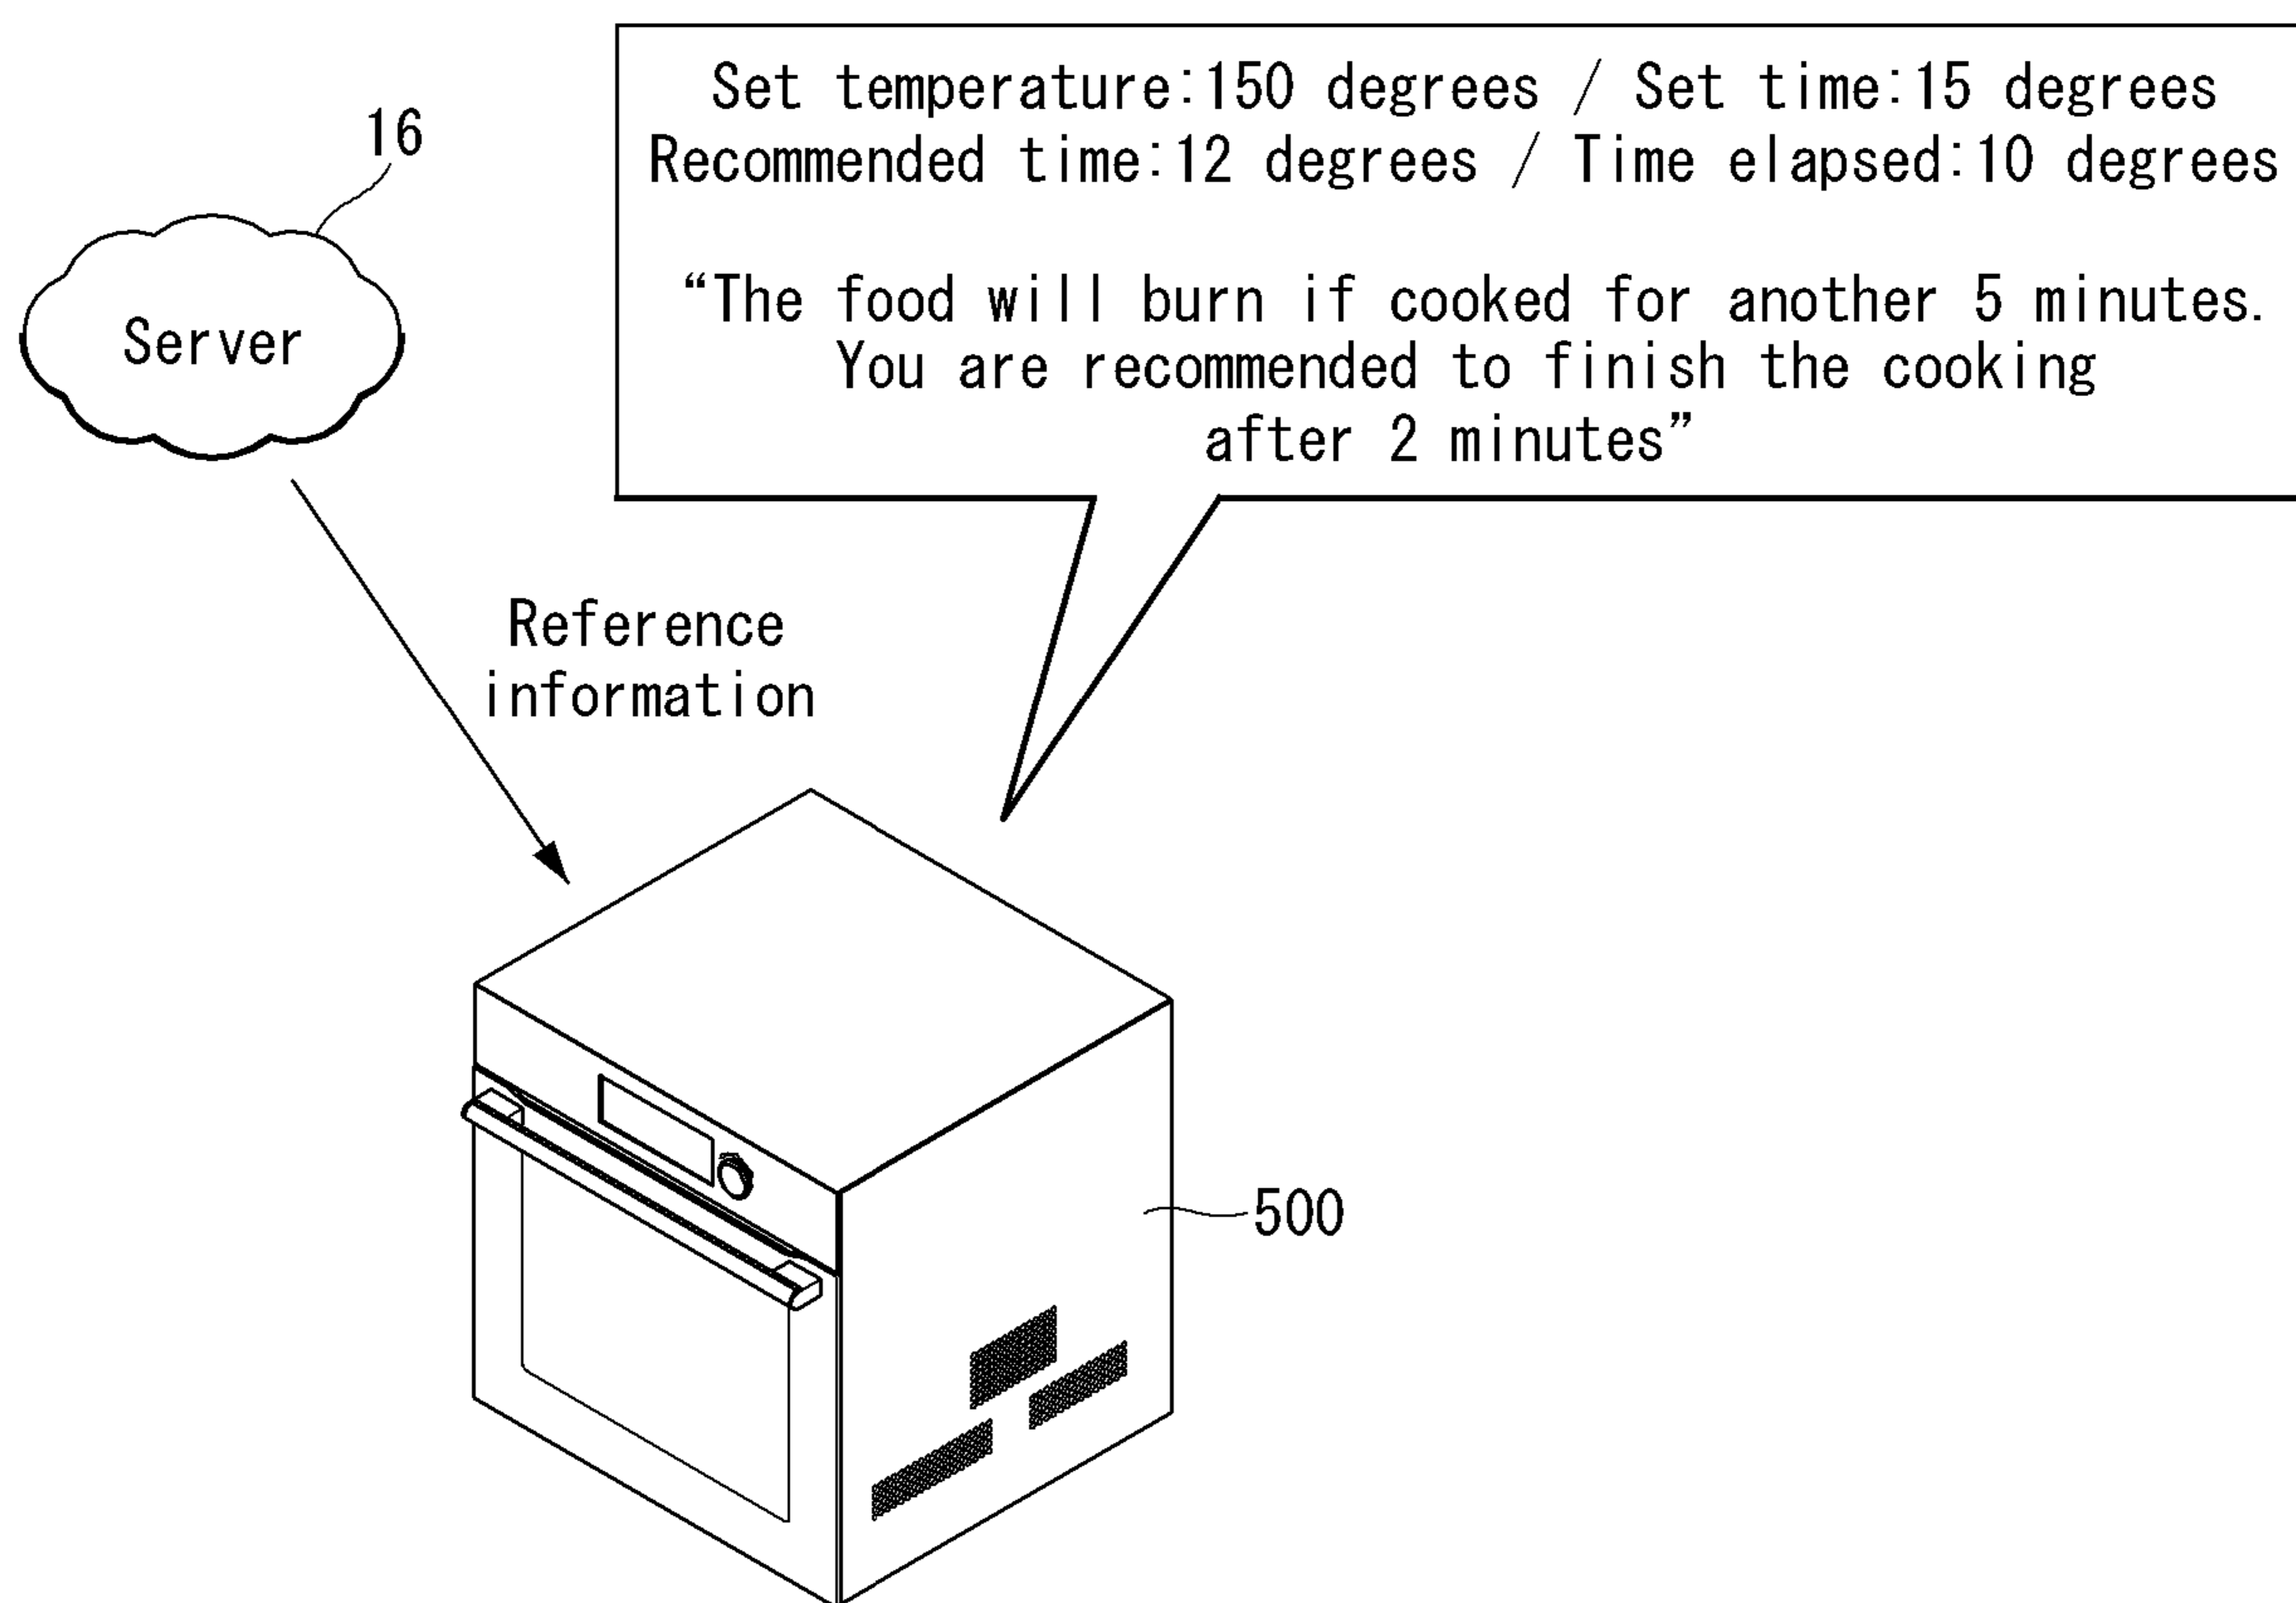 Set temperature:150 degrees / Set time:15 degrees
Recommended time:12 degrees / Time elapsed:10 degrees
“The food will burn if cooked for another 5 minutes.
You are recommended to finish the cooking
after 2 minutes”
16
Server
Reference
information
500